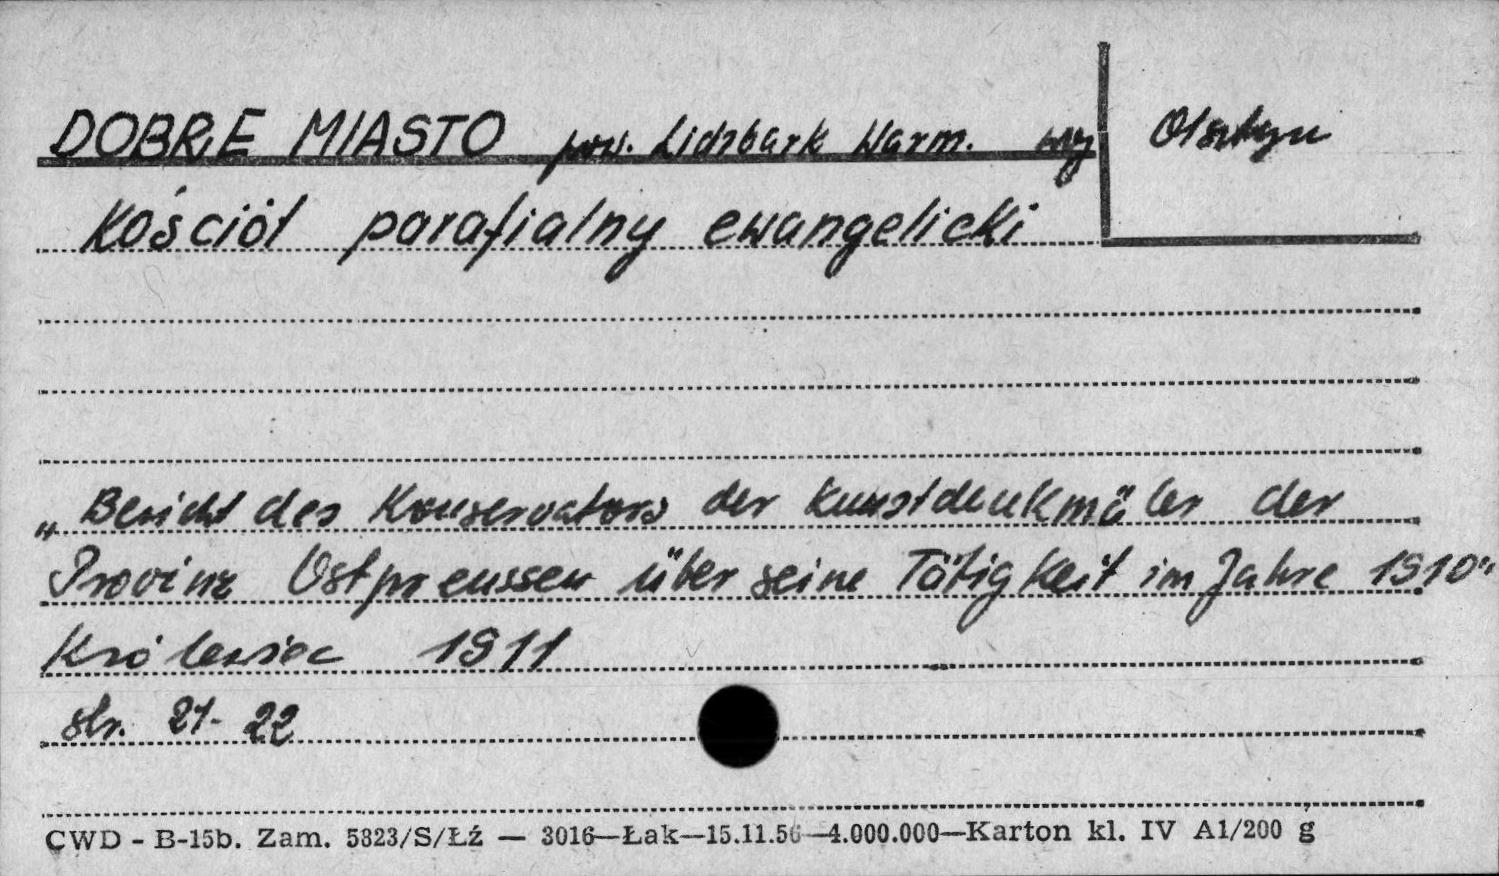 DOBRE MIASTO pow. Lidzbark Warm. woj Olsztyn
Kościół parafialny ewangelicki
„Bericht des Konservators der Kunstdenkmäler der
Provinz Ostpreussen über seine Tätigkeit im Jahre 1910"
Królewiec 1911
str. 21-22
CWD - B-15b. Zam. 5823/S/Łź — 3016—Łak—15.11.56—4.000.000—Karton kl. IV A1/200 g